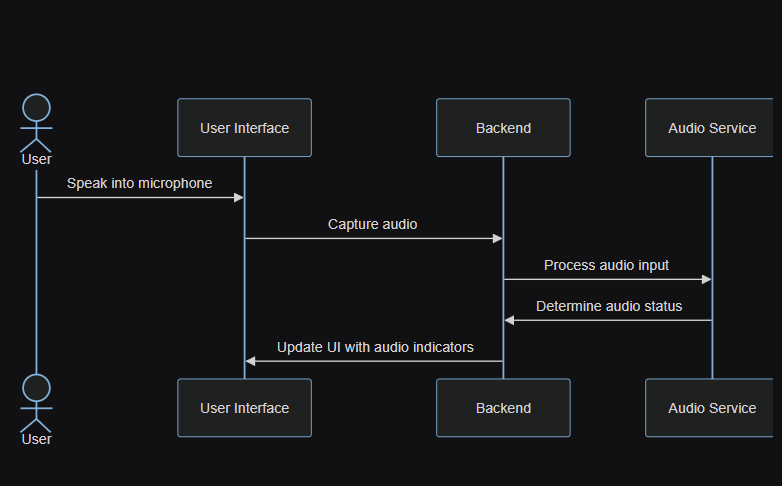 User Interface
Backend
Audio Service
User
Speak into microphone
Capture audio
Process audio input
Determine audio status
Update UI with audio indicators
User Interface
Backend
Audio Service
User